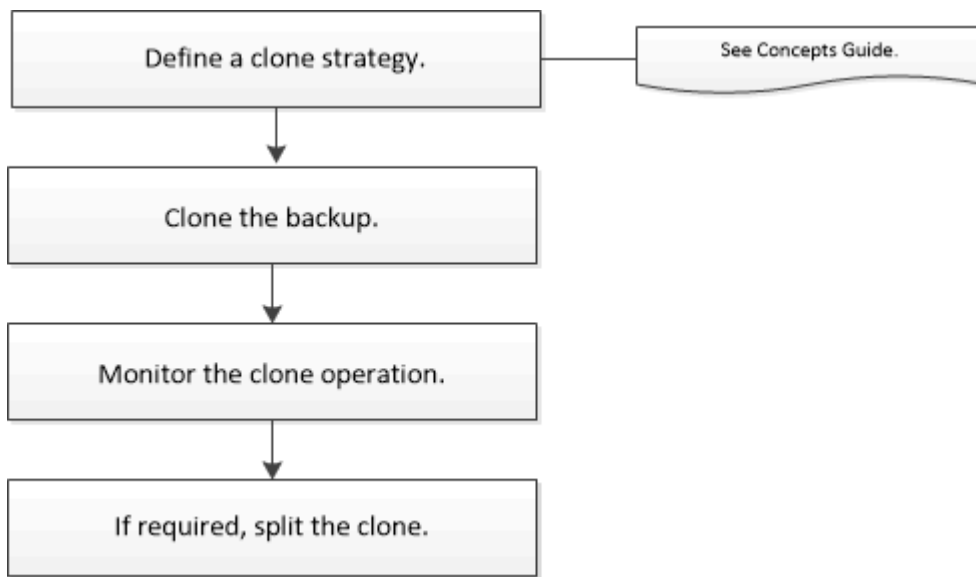 Define a clone strategy.
See Concepts Guide.
Clone the backup.
Monitor the clone operation.
If required, split the clone.